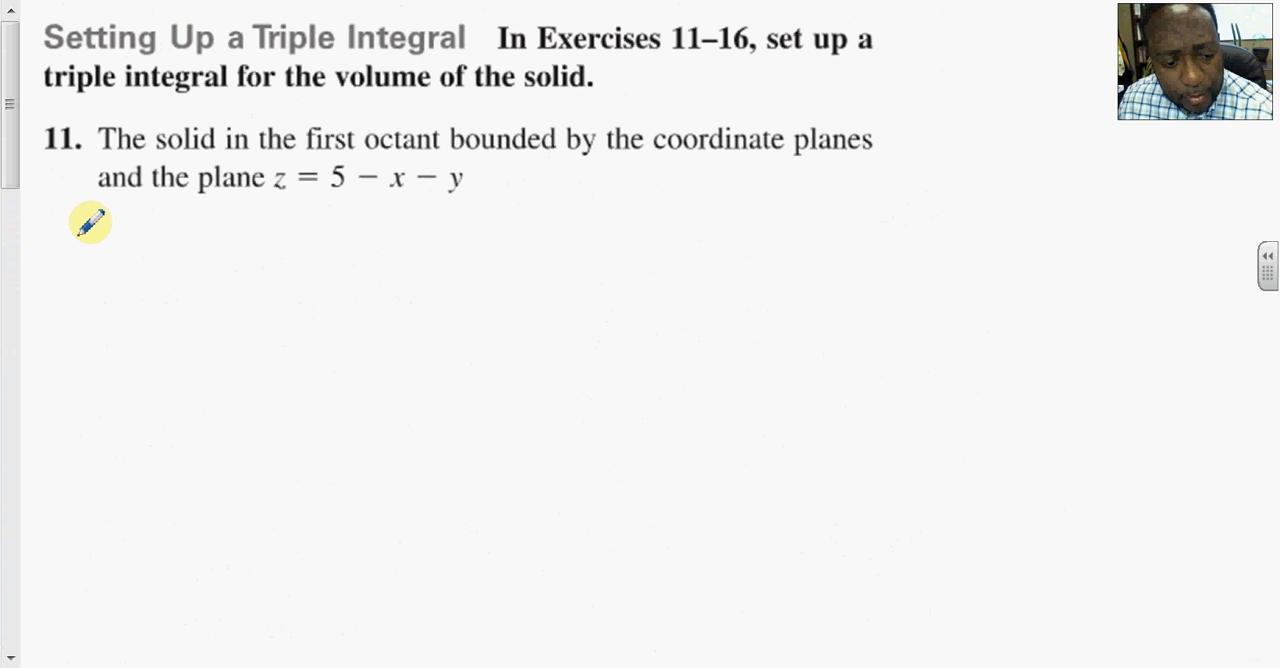 Setting Up a Triple Integral In Exercises 11–16, set up a
triple integral for the volume of the solid.
11. The solid in the first octant bounded by the coordinate planes
and the plane z = 5 − x − y